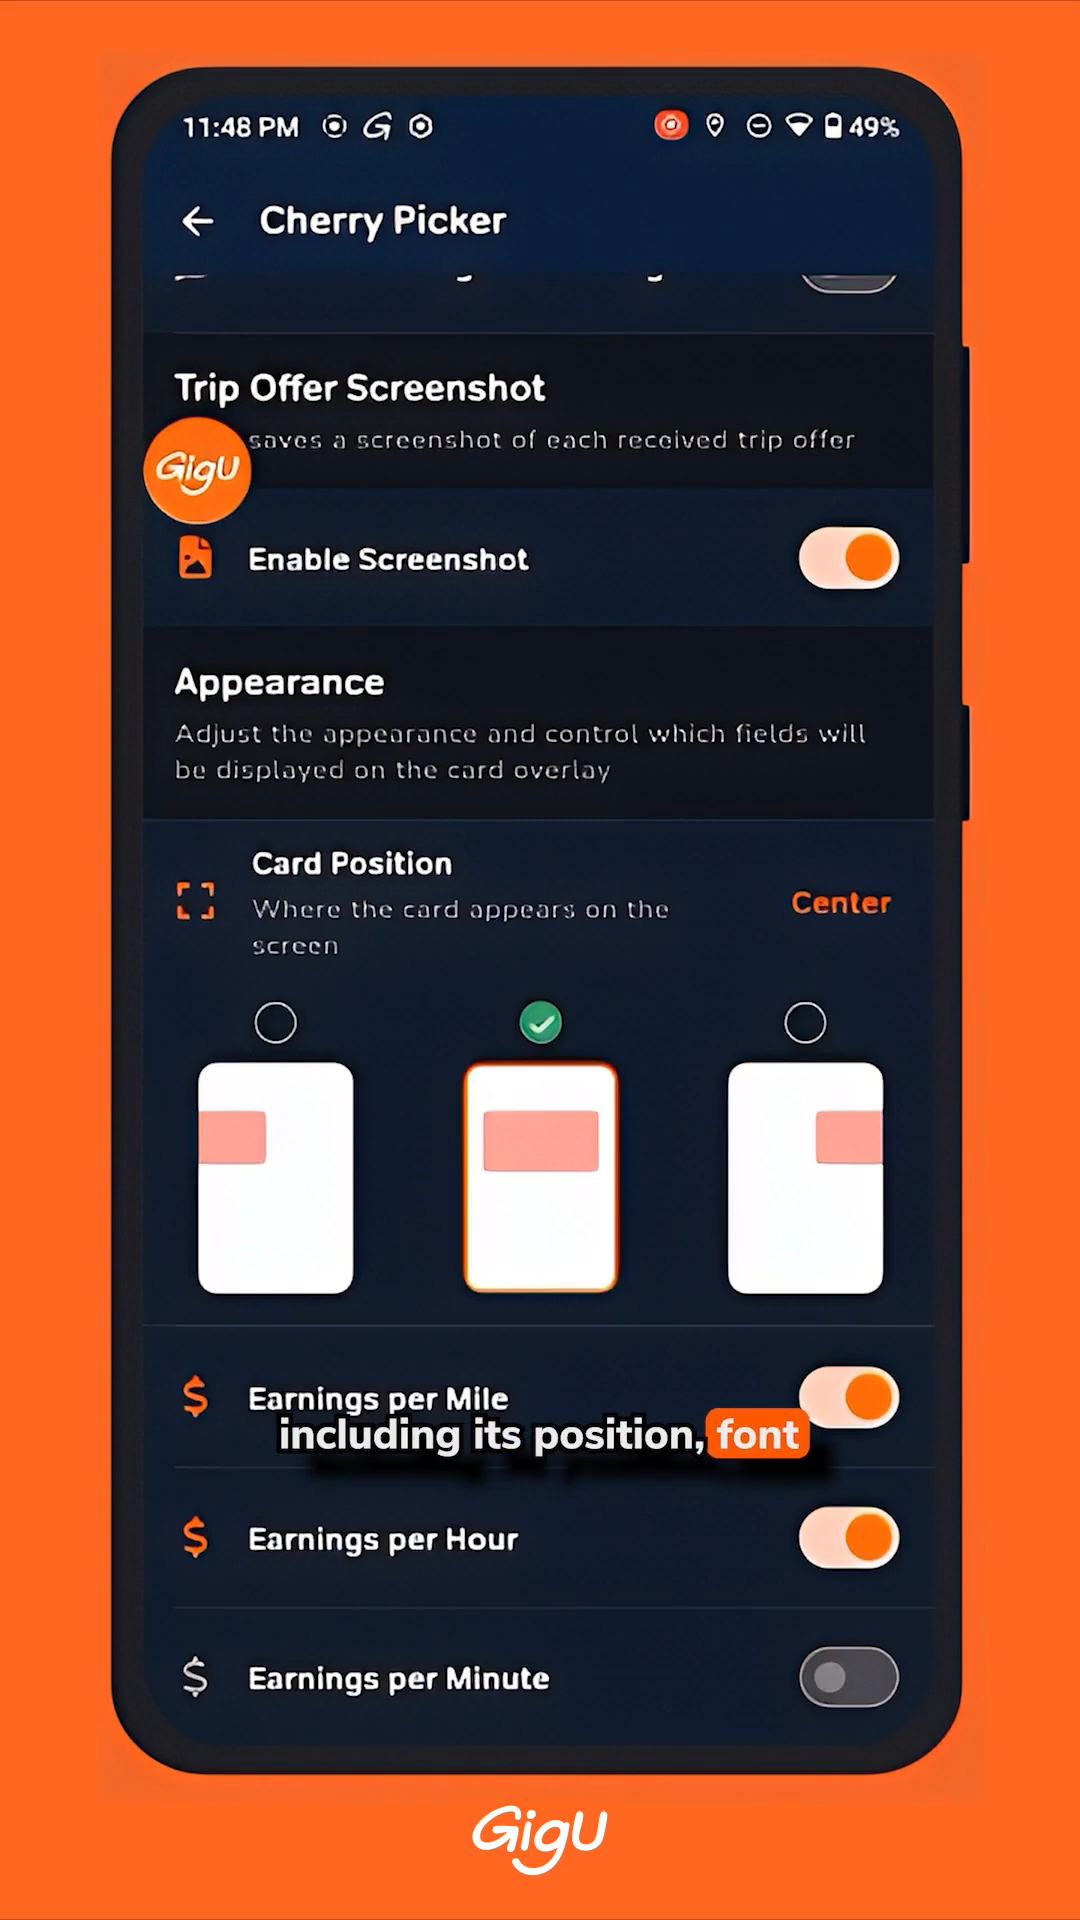 11:48 PM
49%
Cherry Picker
Trip Offer Screenshot
saves a screenshot of each received trip offer
GigU
Enable Screenshot
Appearance
Adjust the appearance and control which fields will
be displayed on the card overlay
Card Position
Where the card appears on the
screen
Center
Earnings per Mile
including its position, font
Earnings per Hour
Earnings per Minute
GigU